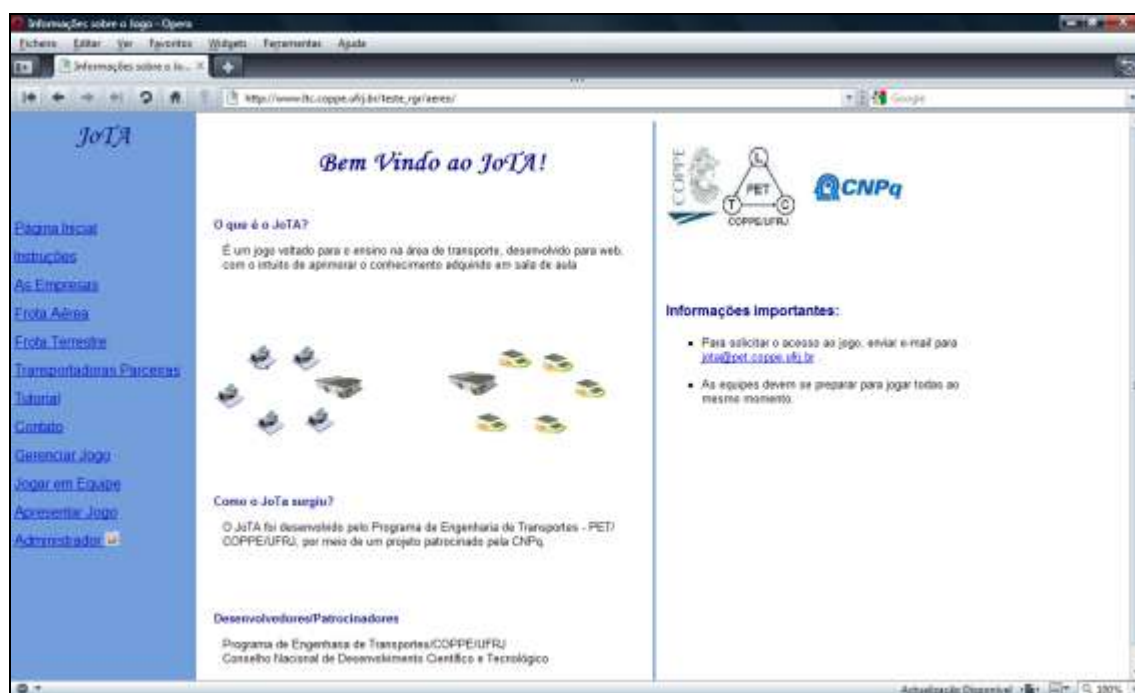 Informações sobre o Jogo - Opera
Ficheiro Editar Ver Favoritos Widgets Ferramentas Ajuda
Informações sobre o Jo...
http://www.ltc.coppe.ufrj.br/teste_rgr/aeres/
Google
JoTA
Página Inicial
Instruções
As Empresas
Frota Aérea
Frota Terrestre
Transportadoras Parceiras
Tutorial
Contato
Gerenciar Jogo
Jogar em Equipe
Apresentar Jogo
Administrador
Bem Vindo ao JoTA!
O que é o JoTA?
É um jogo voltado para o ensino na área de transporte, desenvolvido para web,
com o intuito de aprimorar o conhecimento adquirido em sala de aula
Como o JoTa surgiu?
O JoTA foi desenvolvido pelo Programa de Engenharia de Transportes - PET/
COPPE/UFRJ, por meio de um projeto patrocinado pela CNPq.
Desenvolvedores/Patrocinadores
Programa de Engenharia de Transportes/COPPE/UFRJ
Conselho Nacional de Desenvolvimento Científico e Tecnológico
COPPE
L
PET
T C
COPPE/UFRJ
CNPq
Informações importantes:
Para solicitar o acesso ao jogo, enviar e-mail para
jota@pet.coppe.ufrj.br
As equipes devem se preparar para jogar todas ao
mesmo momento.
Actualização Disponível
100%